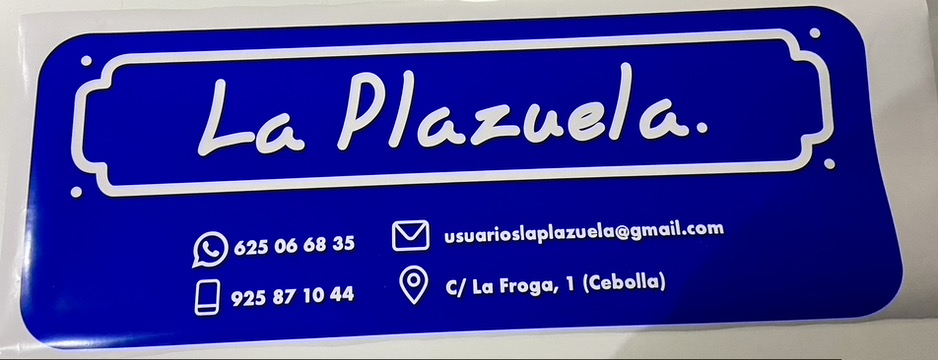 La Plazuela.
625 06 68 35
usuarioslaplazuela@gmail.com
925 87 10 44
C/ La Froga, 1 (Cebolla)